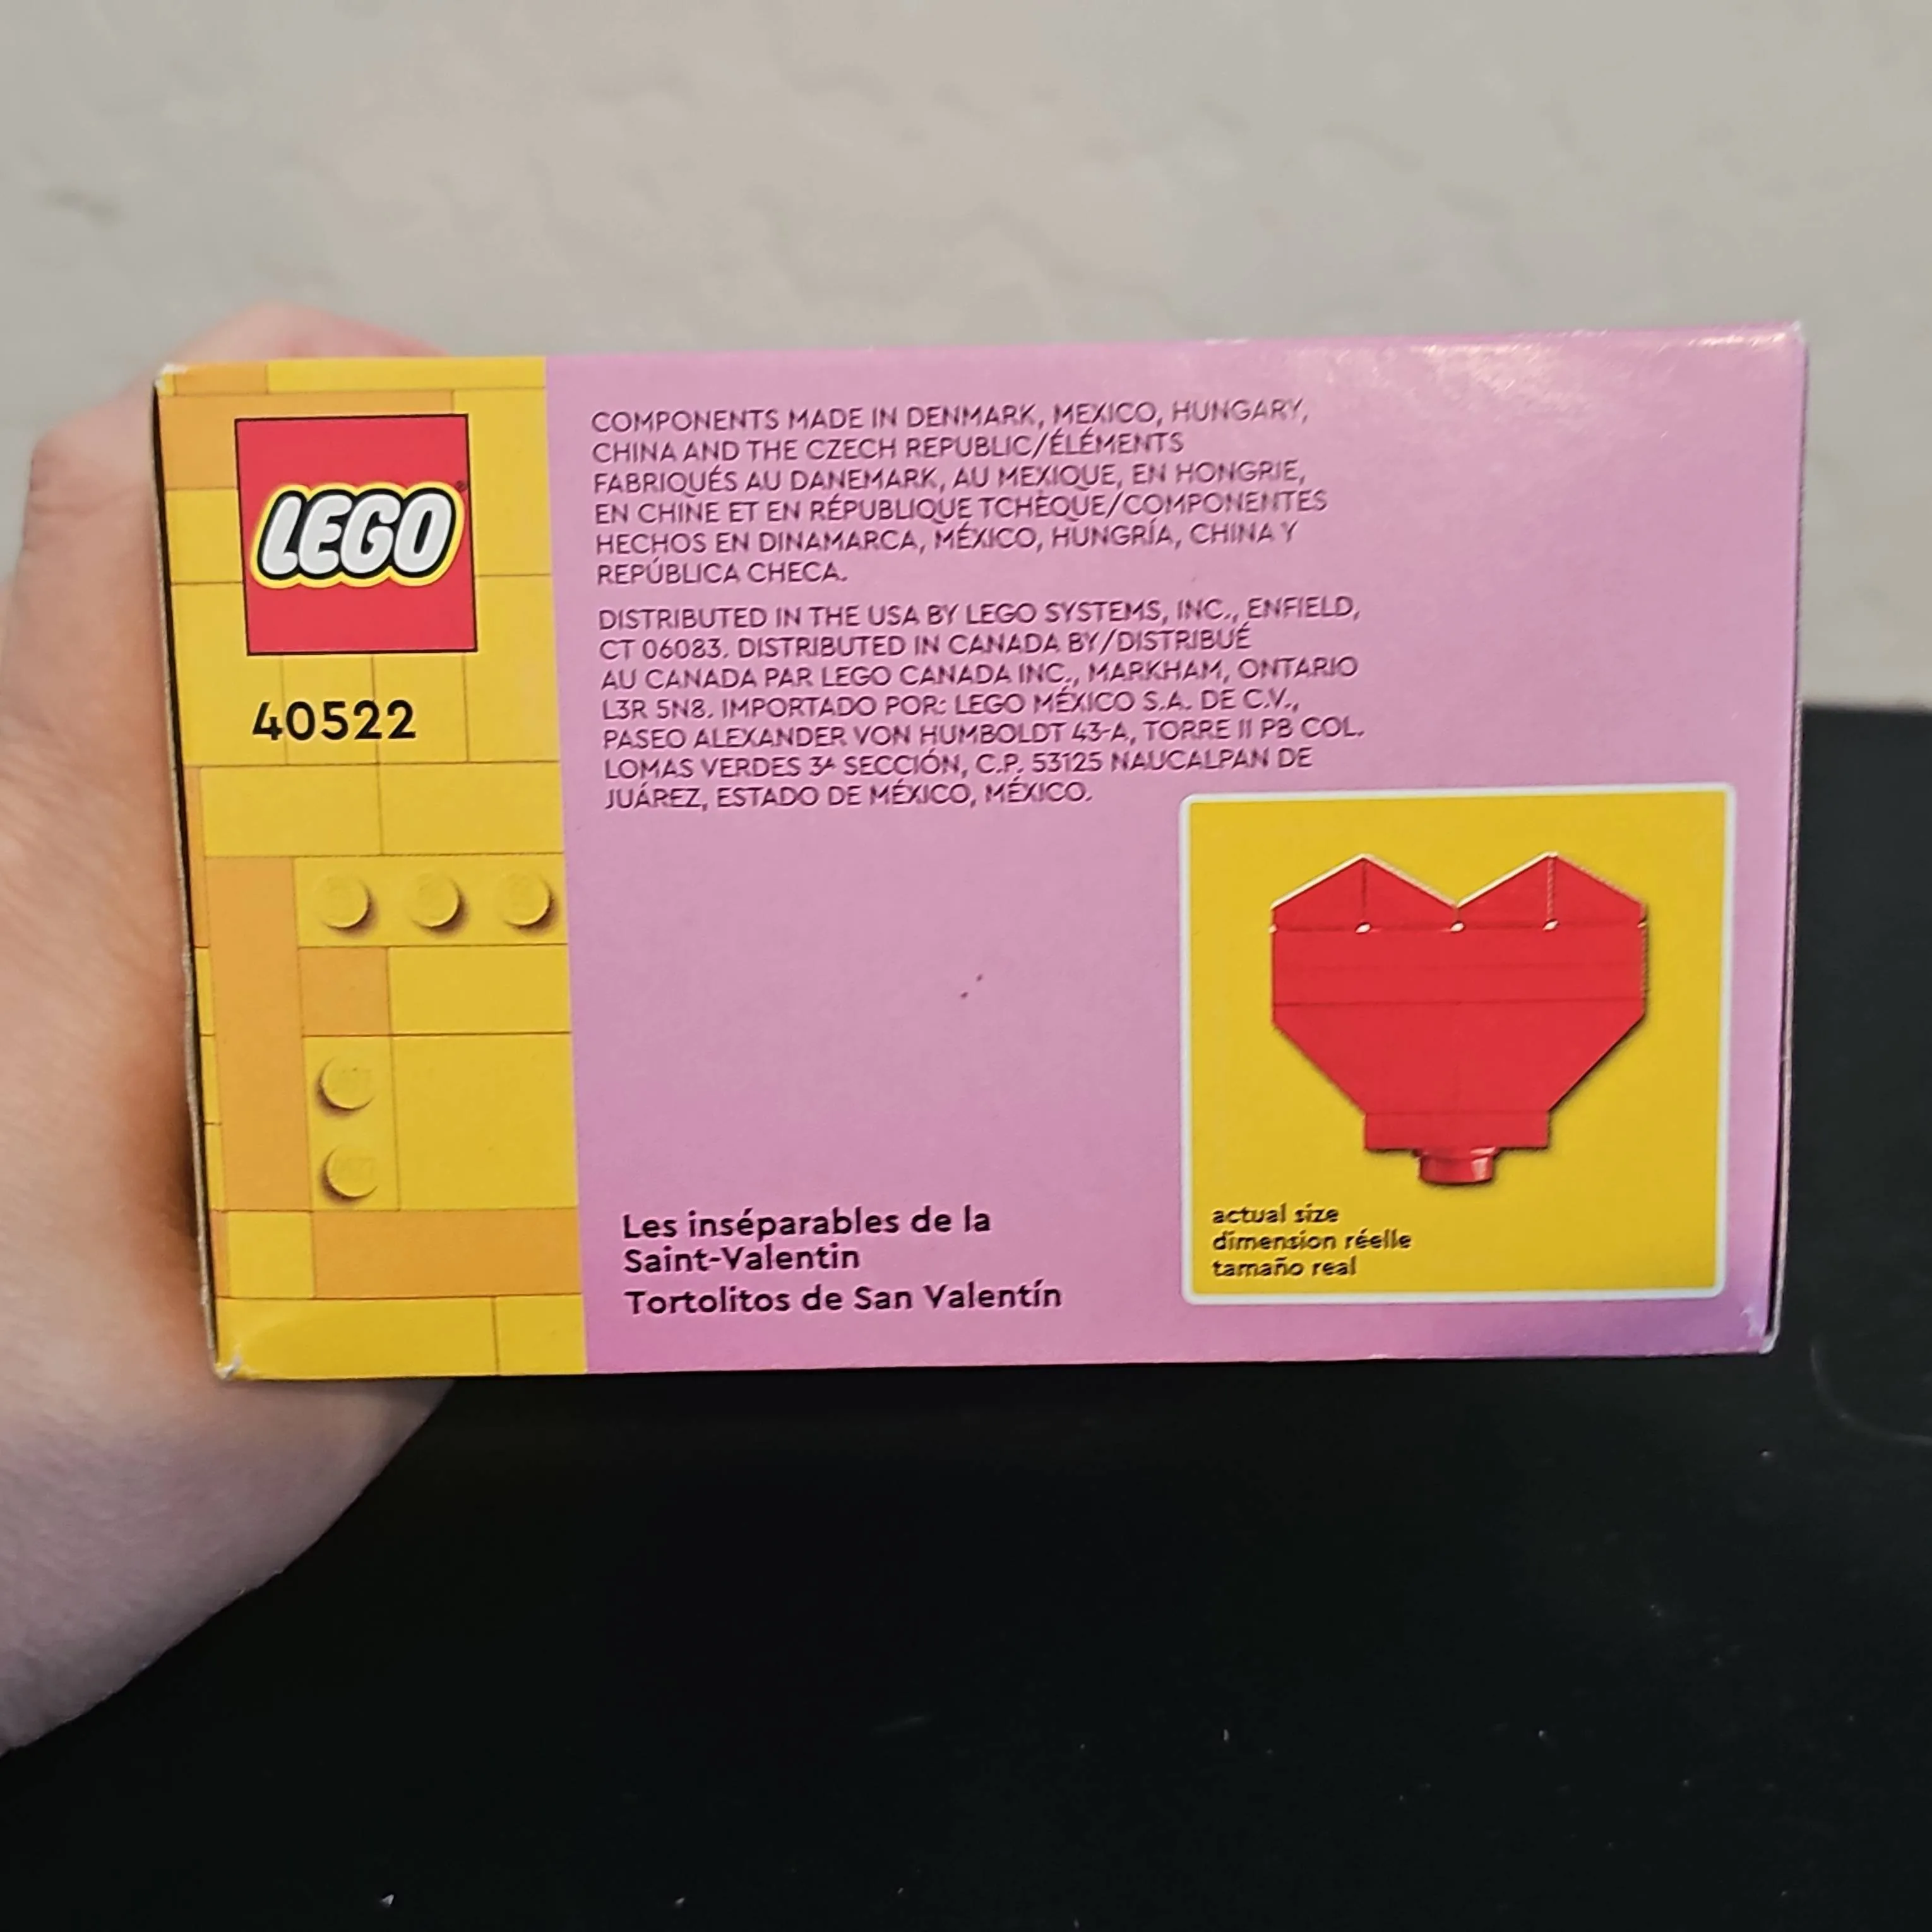 LEGO®
40522
COMPONENTS MADE IN DENMARK, MEXICO, HUNGARY,
CHINA AND THE CZECH REPUBLIC/ÉLÉMENTS
FABRIQUÉS AU DANEMARK, AU MEXIQUE, EN HONGRIE,
EN CHINE ET EN RÉPUBLIQUE TCHÈQUE/COMPONENTES
HECHOS EN DINAMARCA, MÉXICO, HUNGRÍA, CHINA Y
REPÚBLICA CHECA.
DISTRIBUTED IN THE USA BY LEGO SYSTEMS, INC., ENFIELD,
CT 06083. DISTRIBUTED IN CANADA BY/DISTRIBUÉ
AU CANADA PAR LEGO CANADA INC., MARKHAM, ONTARIO
L3R 5N8. IMPORTADO POR: LEGO MÉXICO S.A. DE C.V.,
PASEO ALEXANDER VON HUMBOLDT 43-A, TORRE II PB COL.
LOMAS VERDES 3ᴬ SECCIÓN, C.P. 53125 NAUCALPAN DE
JUÁREZ, ESTADO DE MÉXICO, MÉXICO.
Les inséparables de la
Saint-Valentin
Tortolitos de San Valentín
actual size
dimension réelle
tamaño real